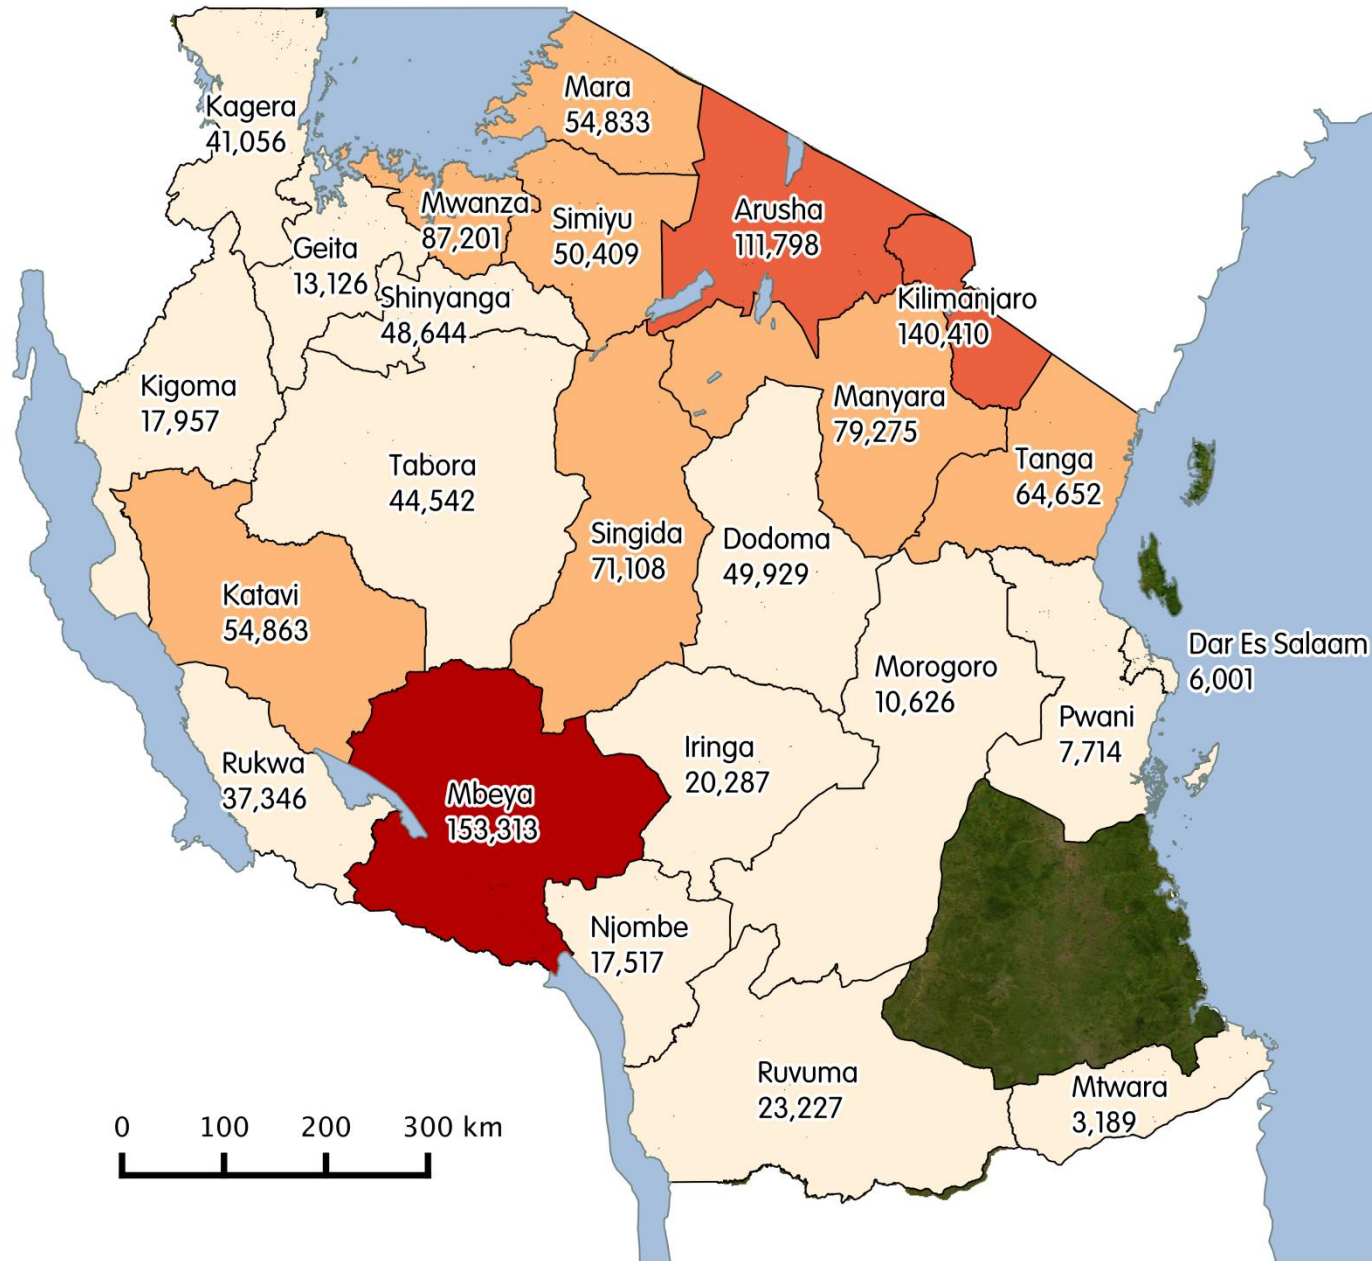 Kagera
41,056
Mara
54,833
Mwanza
87,201
Simiyu
50,409
Arusha
111,798
Geita
13,126
Shinyanga
48,644
Kilimanjaro
140,410
Kigoma
17,957
Manyara
79,275
Tabora
44,542
Tanga
64,652
Singida
71,108
Dodoma
49,929
Katavi
54,863
Dar Es Salaam
6,001
Morogoro
10,626
Pwani
7,714
Rukwa
37,346
Iringa
20,287
Mbeya
153,313
Njombe
17,517
Ruvuma
23,227
Mtwara
3,189
0 100 200 300 km